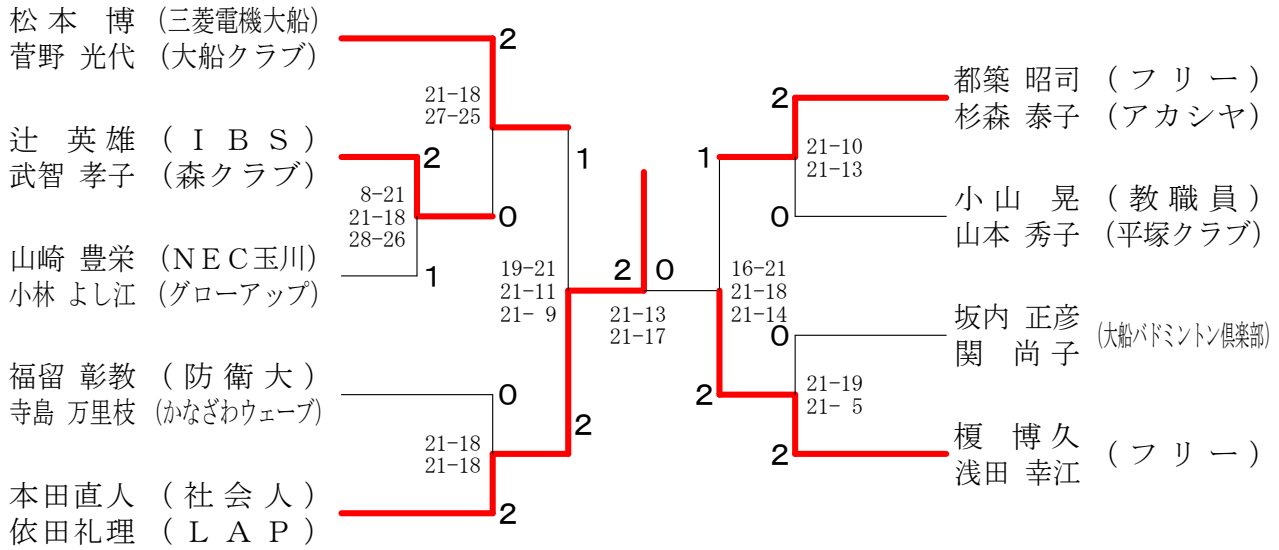 松本 博 (三菱電機大船)
菅野 光代 (大船クラブ)
2
21-18
27-25
辻 英雄 (ＩＢＳ)
武智 孝子 (森クラブ)
2
8-21
21-18
28-26
0
1
山崎 豊栄 (ＮＥＣ玉川)
小林 よし江 (グローアップ)
1
19-21
21-11
21- 9
2 0
21-13
21-17
福留 彰教 (防衛大)
寺島 万里枝 (かなざわウェーブ)
0
21-18
21-18
2
本田直人 (社会人)
依田礼理 (ＬＡＰ)
2
都築 昭司 (フリー)
杉森 泰子 (アカシヤ)
2
21-10
21-13
1
小山 晃 (教職員)
山本 秀子 (平塚クラブ)
0
16-21
21-18
21-14
坂内 正彦
関 尚子
(大船バドミントン倶楽部)
0
21-19
21- 5
2
榎 博久
浅田 幸江
(フリー)
2